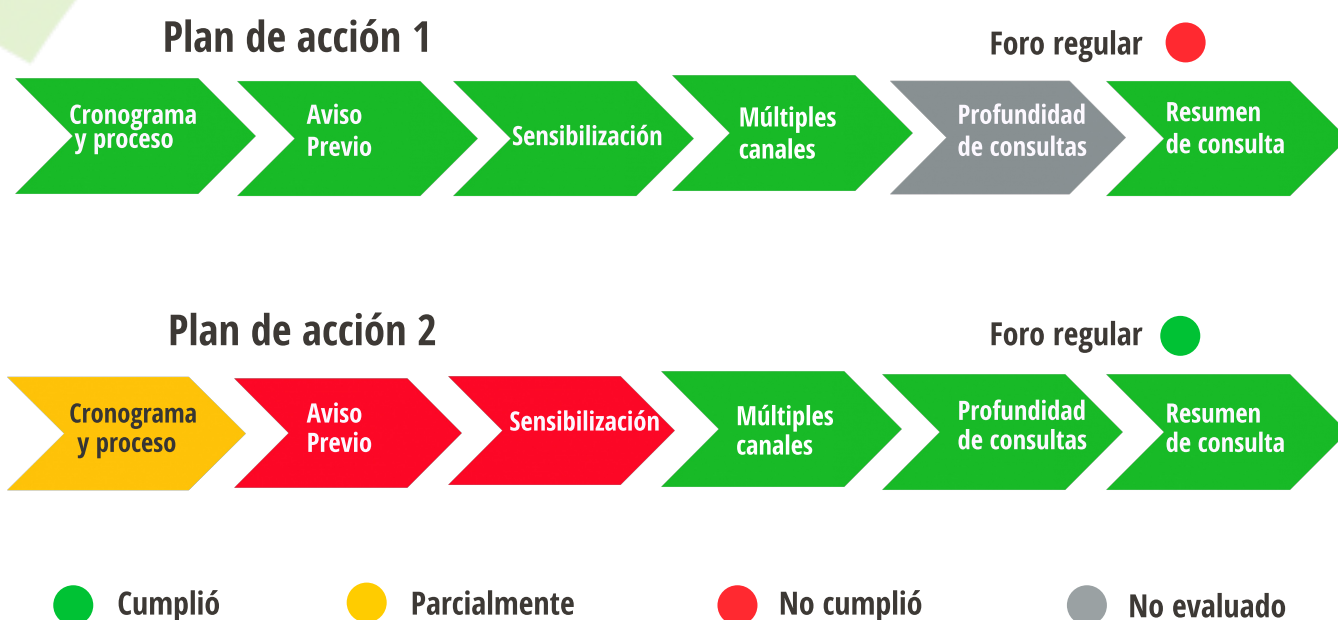 Plan de acción 1
Foro regular
Cronograma
y proceso
Aviso
Previo
Sensibilización
Múltiples
canales
Profundidad
de consultas
Resumen
de consulta
Plan de acción 2
Foro regular
Cronograma
y proceso
Aviso
Previo
Sensibilización
Múltiples
canales
Profundidad
de consultas
Resumen
de consulta
Cumplió
Parcialmente
No cumplió
No evaluado